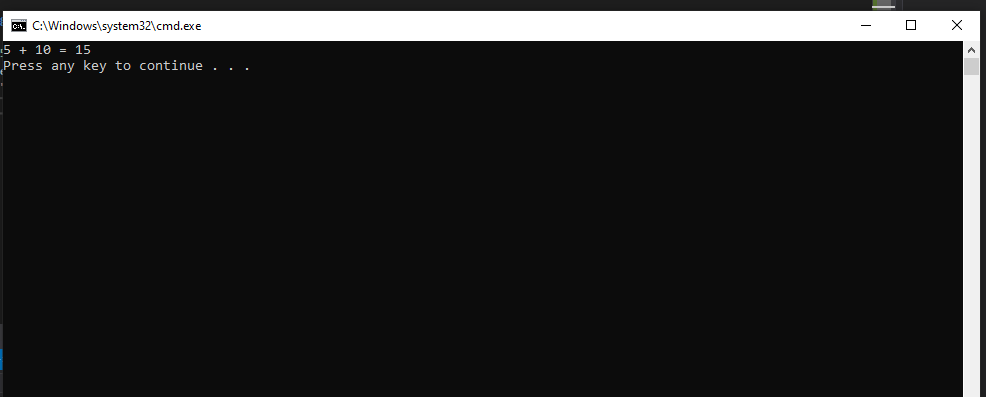 C:\Windows\system32\cmd.exe
5 + 10 = 15
Press any key to continue . . .